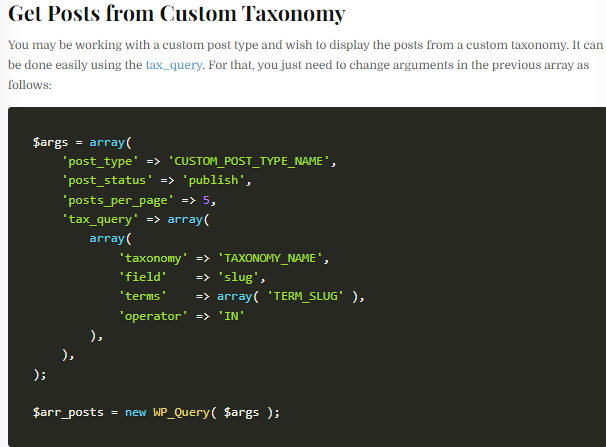 Get Posts from Custom Taxonomy
You may be working with a custom post type and wish to display the posts from a custom taxonomy. It can
be done easily using the tax_query. For that, you just need to change arguments in the previous array as
follows:
$args = array(
    'post_type' => 'CUSTOM_POST_TYPE_NAME',
    'post_status' => 'publish',
    'posts_per_page' => 5,
    'tax_query' => array(
        array(
            'taxonomy' => 'TAXONOMY_NAME',
            'field'    => 'slug',
            'terms'    => array( 'TERM_SLUG' ),
            'operator' => 'IN'
        ),
    ),
);
$arr_posts = new WP_Query( $args );